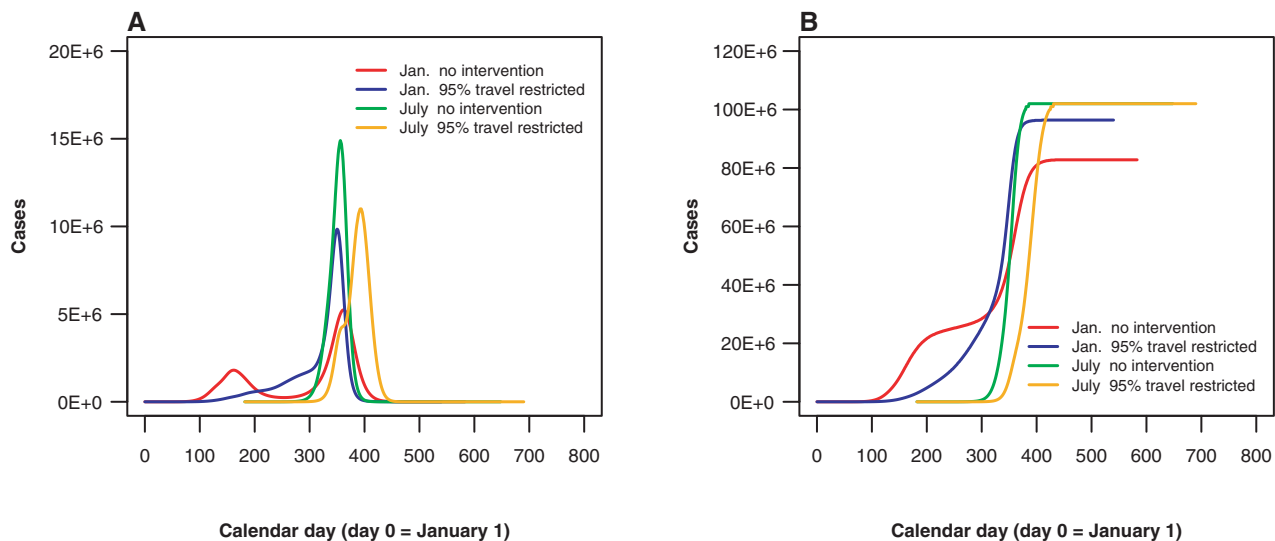 A
20E+6
15E+6
10E+6
5E+6
0E+0
Cases
Jan. no intervention
Jan. 95% travel restricted
July no intervention
July 95% travel restricted
0 100 200 300 400 500 600 700 800
Calendar day (day 0 = January 1)
B
120E+6
100E+6
80E+6
60E+6
40E+6
20E+6
0E+0
Cases
Jan. no intervention
Jan. 95% travel restricted
July no intervention
July 95% travel restricted
0 100 200 300 400 500 600 700 800
Calendar day (day 0 = January 1)